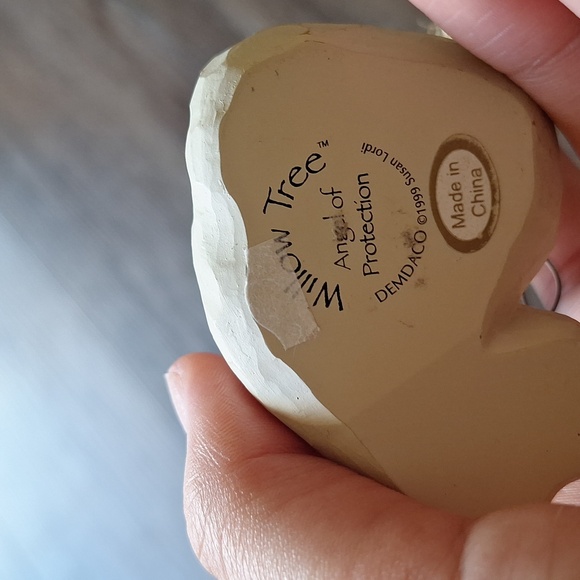 Willow Tree™
Angel of
Protection
DEMDACO ©1999 Susan Lordi
Made in
China